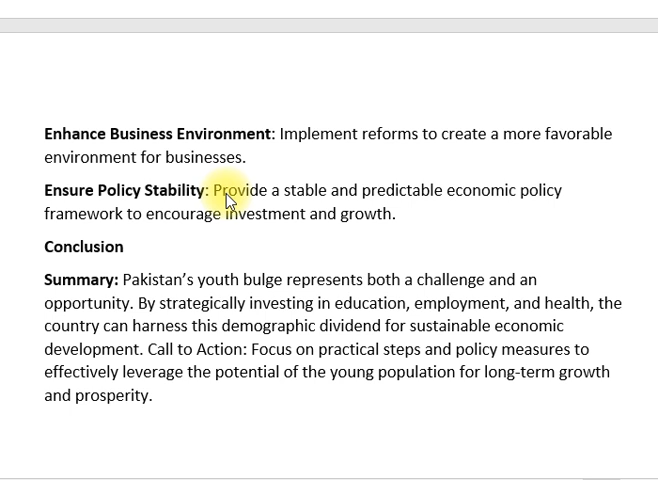 Enhance Business Environment: Implement reforms to create a more favorable
environment for businesses.
Ensure Policy Stability: Provide a stable and predictable economic policy
framework to encourage investment and growth.
Conclusion
Summary: Pakistan’s youth bulge represents both a challenge and an
opportunity. By strategically investing in education, employment, and health, the
country can harness this demographic dividend for sustainable economic
development. Call to Action: Focus on practical steps and policy measures to
effectively leverage the potential of the young population for long-term growth
and prosperity.